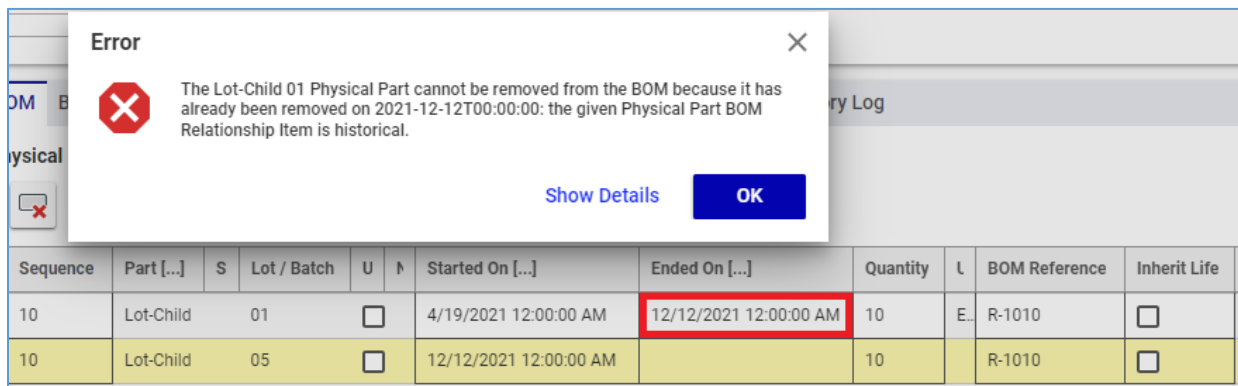 Error
The Lot-Child 01 Physical Part cannot be removed from the BOM because it has
already been removed on 2021-12-12T00:00:00: the given Physical Part BOM
Relationship Item is historical.
Show Details OK
OM B ry Log
ysical
Sequence Part [...] S Lot / Batch U N Started On [...] Ended On [...] Quantity BOM Reference Inherit Life
10 Lot-Child 01 4/19/2021 12:00:00 AM 12/12/2021 12:00:00 AM 10 E.. R-1010
10 Lot-Child 05 12/12/2021 12:00:00 AM 10 R-1010